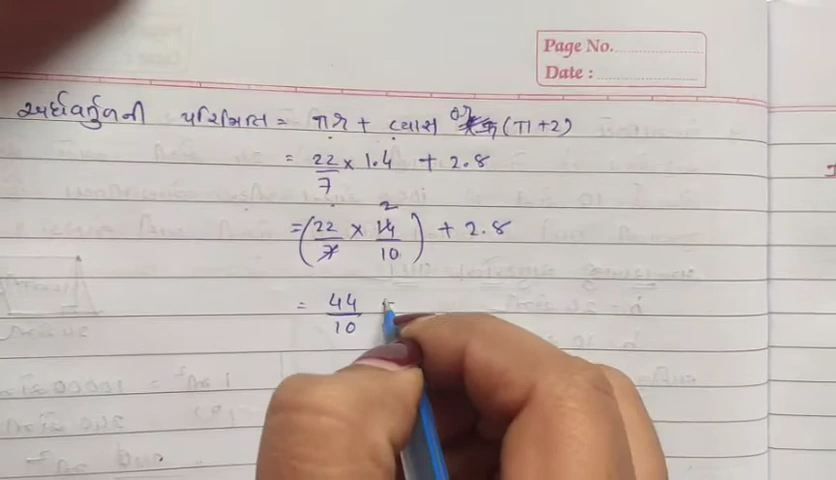 Page No.
Date :
અર્ધવર્તુળની પરિમિતિ = πr + વ્યાસ (π+2)
= 22/7 × 1.4 + 2.8
= (22/7 × 14/10) + 2.8
2
= 44/10